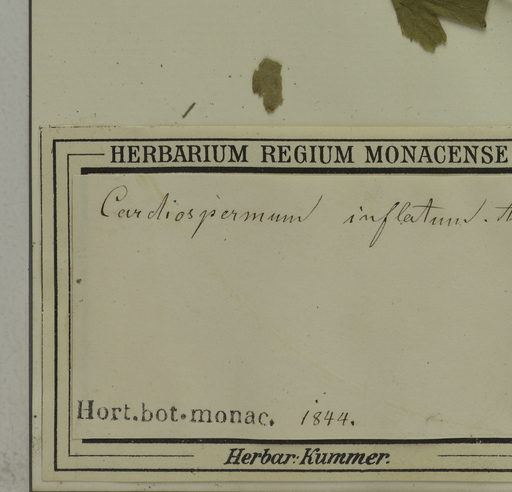 HERBARIUM REGIUM MONACENSE
Cardiospermum inflatum.
Hort.bot.monac. 1844.
Herbar. Kummer.